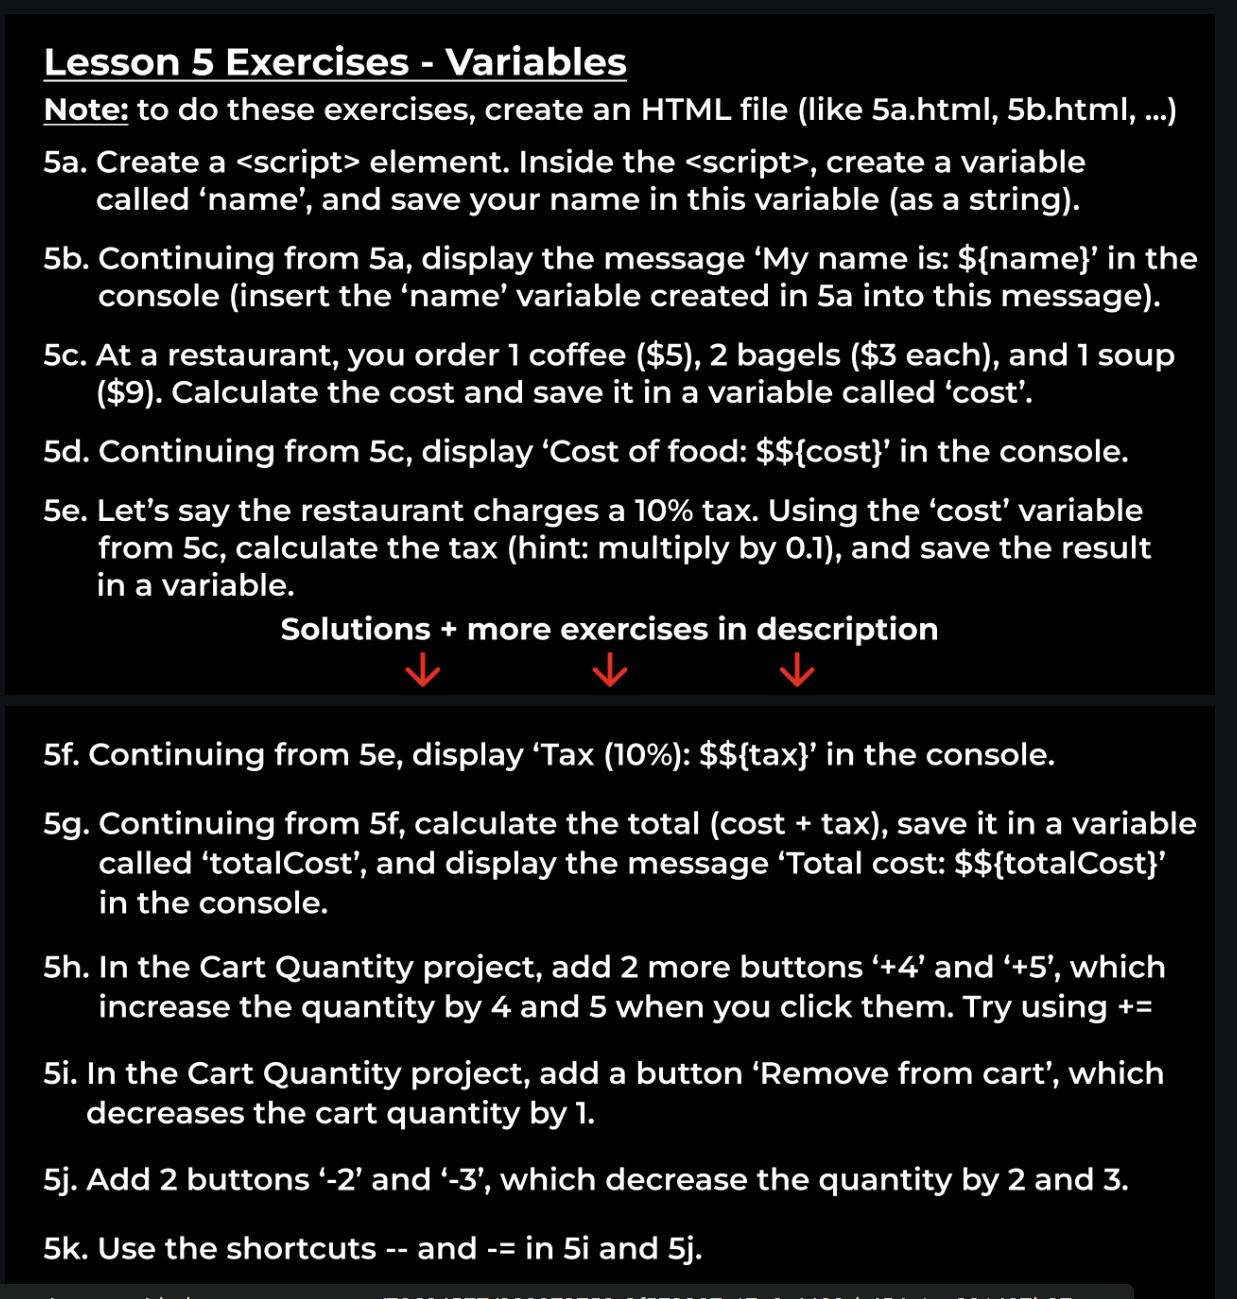 Lesson 5 Exercises - Variables
Note: to do these exercises, create an HTML file (like 5a.html, 5b.html, ...)
5a. Create a <script> element. Inside the <script>, create a variable
called ‘name’, and save your name in this variable (as a string).
5b. Continuing from 5a, display the message ‘My name is: ${name}’ in the
console (insert the ‘name’ variable created in 5a into this message).
5c. At a restaurant, you order 1 coffee ($5), 2 bagels ($3 each), and 1 soup
($9). Calculate the cost and save it in a variable called ‘cost’.
5d. Continuing from 5c, display ‘Cost of food: $${cost}’ in the console.
5e. Let’s say the restaurant charges a 10% tax. Using the ‘cost’ variable
from 5c, calculate the tax (hint: multiply by 0.1), and save the result
in a variable.
Solutions + more exercises in description
5f. Continuing from 5e, display ‘Tax (10%): $${tax}’ in the console.
5g. Continuing from 5f, calculate the total (cost + tax), save it in a variable
called ‘totalCost’, and display the message ‘Total cost: $${totalCost}’
in the console.
5h. In the Cart Quantity project, add 2 more buttons ‘+4’ and ‘+5’, which
increase the quantity by 4 and 5 when you click them. Try using +=
5i. In the Cart Quantity project, add a button ‘Remove from cart’, which
decreases the cart quantity by 1.
5j. Add 2 buttons ‘-2’ and ‘-3’, which decrease the quantity by 2 and 3.
5k. Use the shortcuts -- and -= in 5i and 5j.